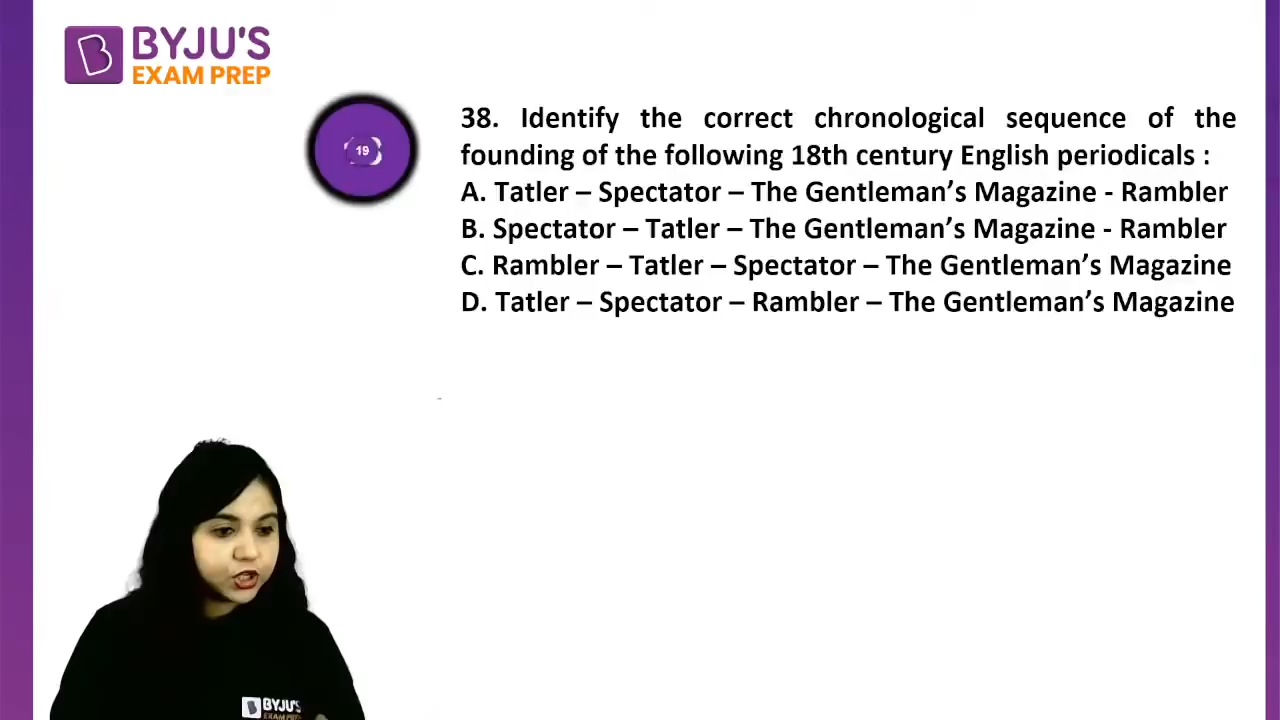 BYJU'S
EXAM PREP
19
38. Identify the correct chronological sequence of the
founding of the following 18th century English periodicals :
A. Tatler – Spectator – The Gentleman’s Magazine - Rambler
B. Spectator – Tatler – The Gentleman’s Magazine - Rambler
C. Rambler – Tatler – Spectator – The Gentleman’s Magazine
D. Tatler – Spectator – Rambler – The Gentleman’s Magazine
BYJU'S
EXAM PREP